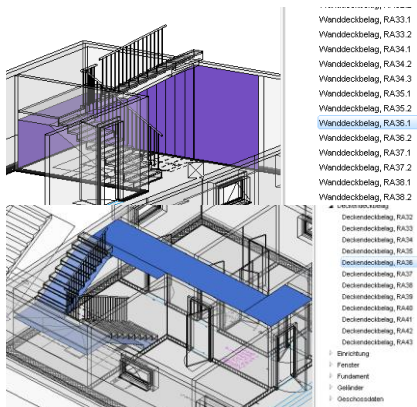 Wanddeckbelag, RA33.1
Wanddeckbelag, RA33.2
Wanddeckbelag, RA34.1
Wanddeckbelag, RA34.2
Wanddeckbelag, RA34.3
Wanddeckbelag, RA35.1
Wanddeckbelag, RA35.2
Wanddeckbelag, RA36.1
Wanddeckbelag, RA36.2
Wanddeckbelag, RA37.1
Wanddeckbelag, RA37.2
Wanddeckbelag, RA38.1
Wanddeckbelag, RA38.2
Deckendeckbelag
Deckendeckbelag, RA32
Deckendeckbelag, RA33
Deckendeckbelag, RA34
Deckendeckbelag, RA35
Deckendeckbelag, RA36
Deckendeckbelag, RA37
Deckendeckbelag, RA38
Deckendeckbelag, RA39
Deckendeckbelag, RA40
Deckendeckbelag, RA41
Deckendeckbelag, RA42
Deckendeckbelag, RA43
Einrichtung
Fenster
Fundament
Geländer
Geschossdaten